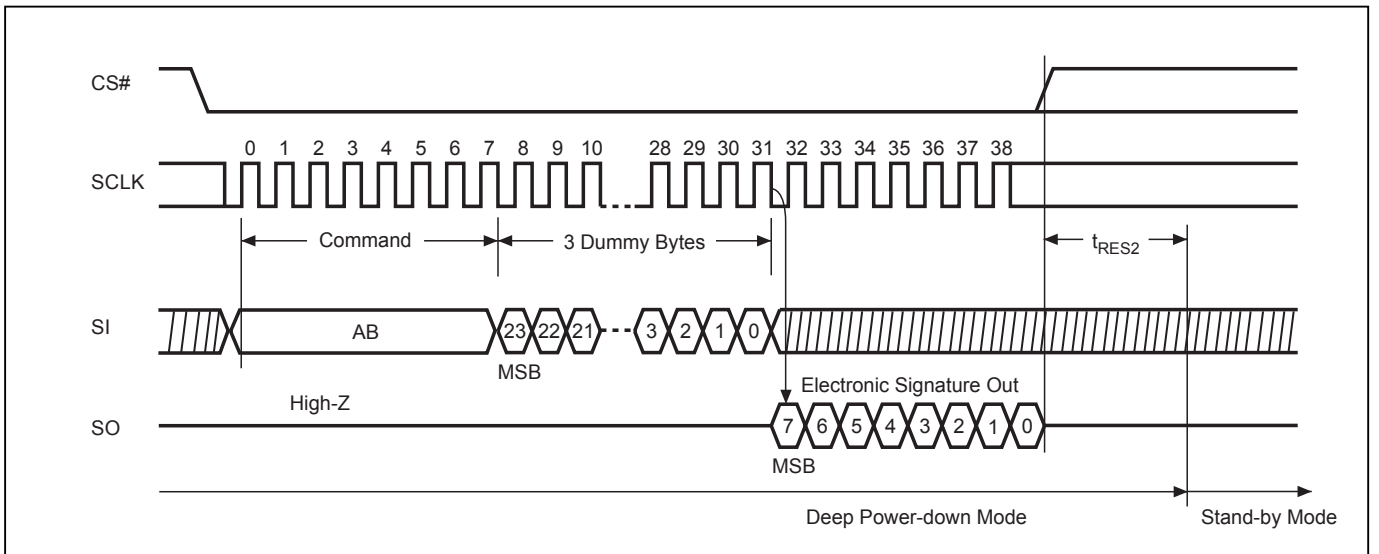 CS#
0 1 2 3 4 5 6 7 8 9 10 28 29 30 31 32 33 34 35 36 37 38
SCLK
Command 3 Dummy Bytes tRES2
SI AB 23 22 21 3 2 1 0
MSB
Electronic Signature Out
High-Z
SO 7 6 5 4 3 2 1 0
MSB
Deep Power-down Mode Stand-by Mode